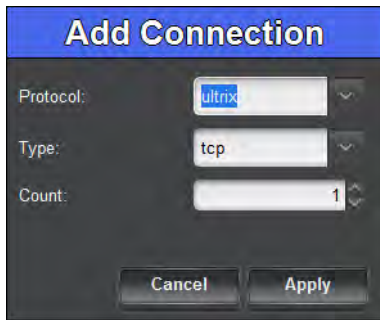 Add Connection
Protocol: ultrix
Type: tcp
Count: 1
Cancel Apply